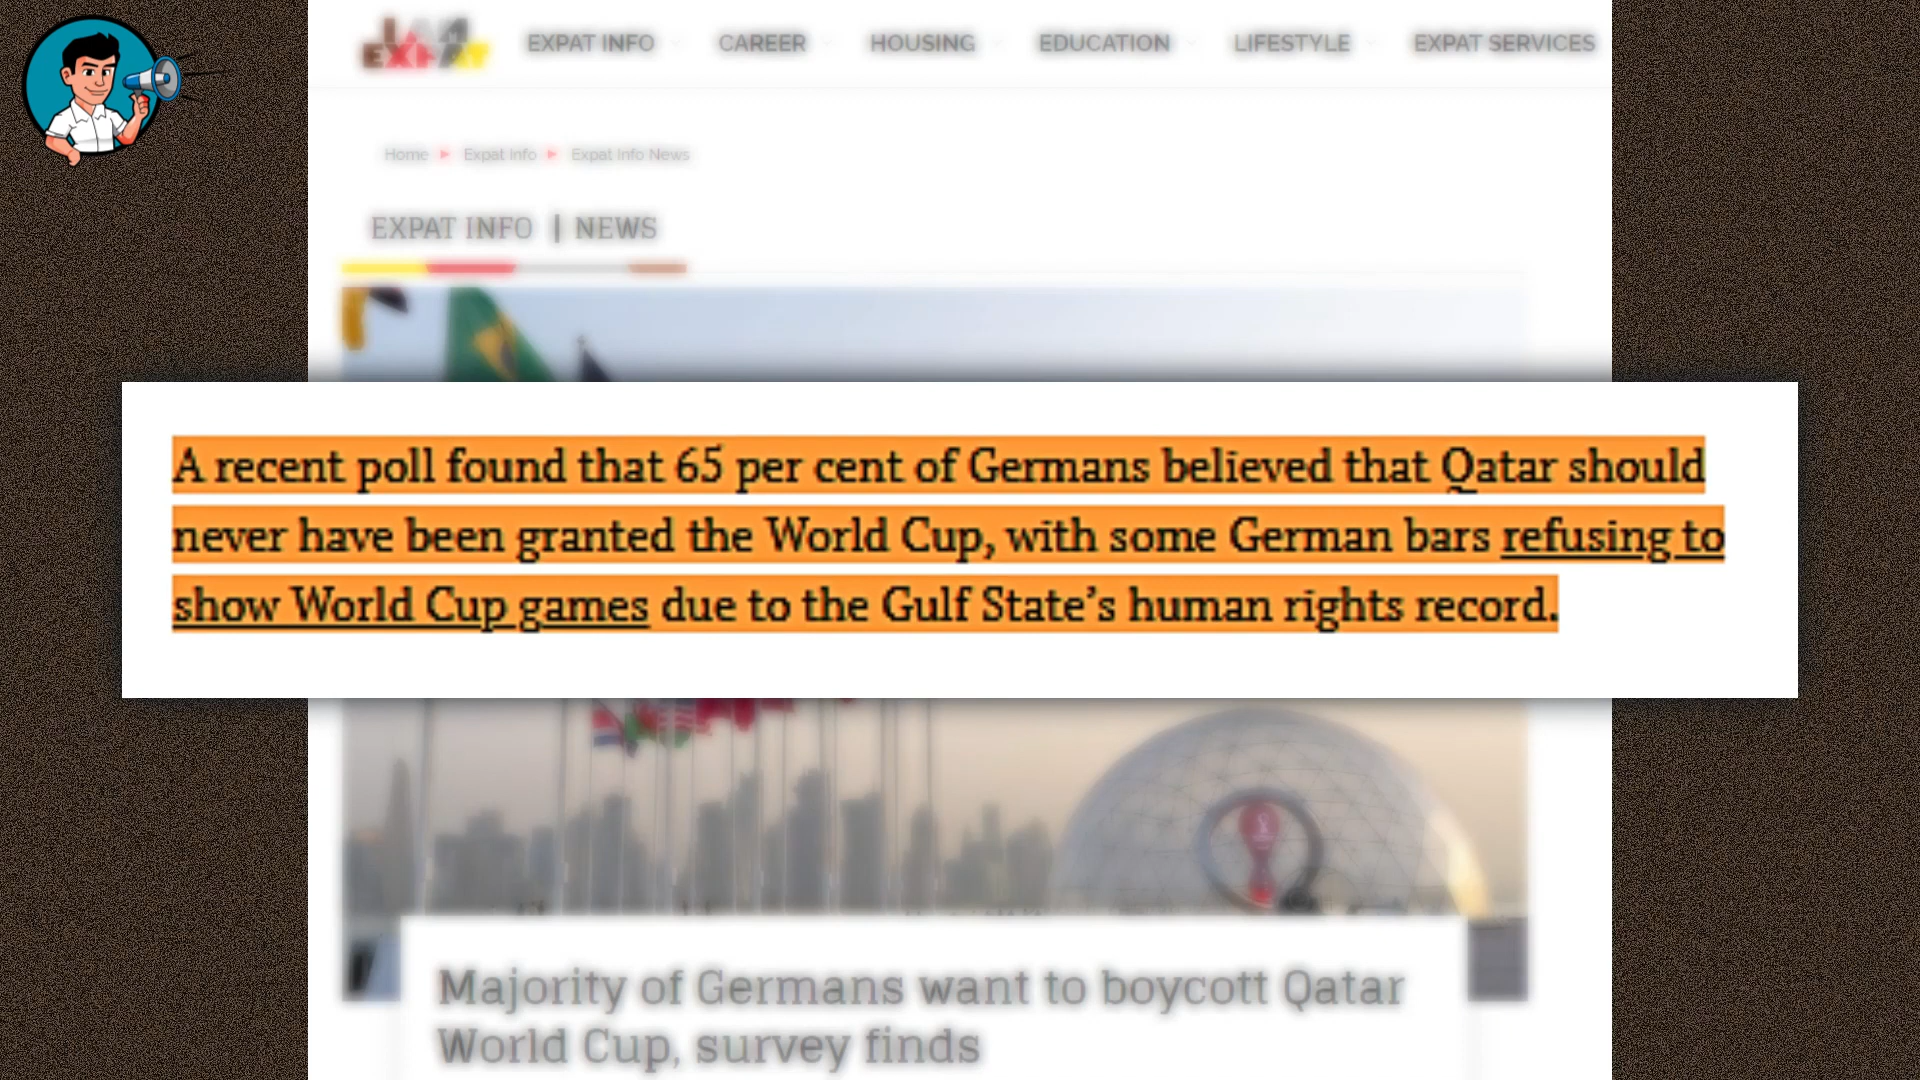 I AM
EXPAT
EXPAT INFO
CAREER
HOUSING
EDUCATION
LIFESTYLE
EXPAT SERVICES
Home
Expat Info
Expat Info News
EXPAT INFO | NEWS
A recent poll found that 65 per cent of Germans believed that Qatar should
never have been granted the World Cup, with some German bars refusing to
show World Cup games due to the Gulf State’s human rights record.
Majority of Germans want to boycott Qatar
World Cup, survey finds